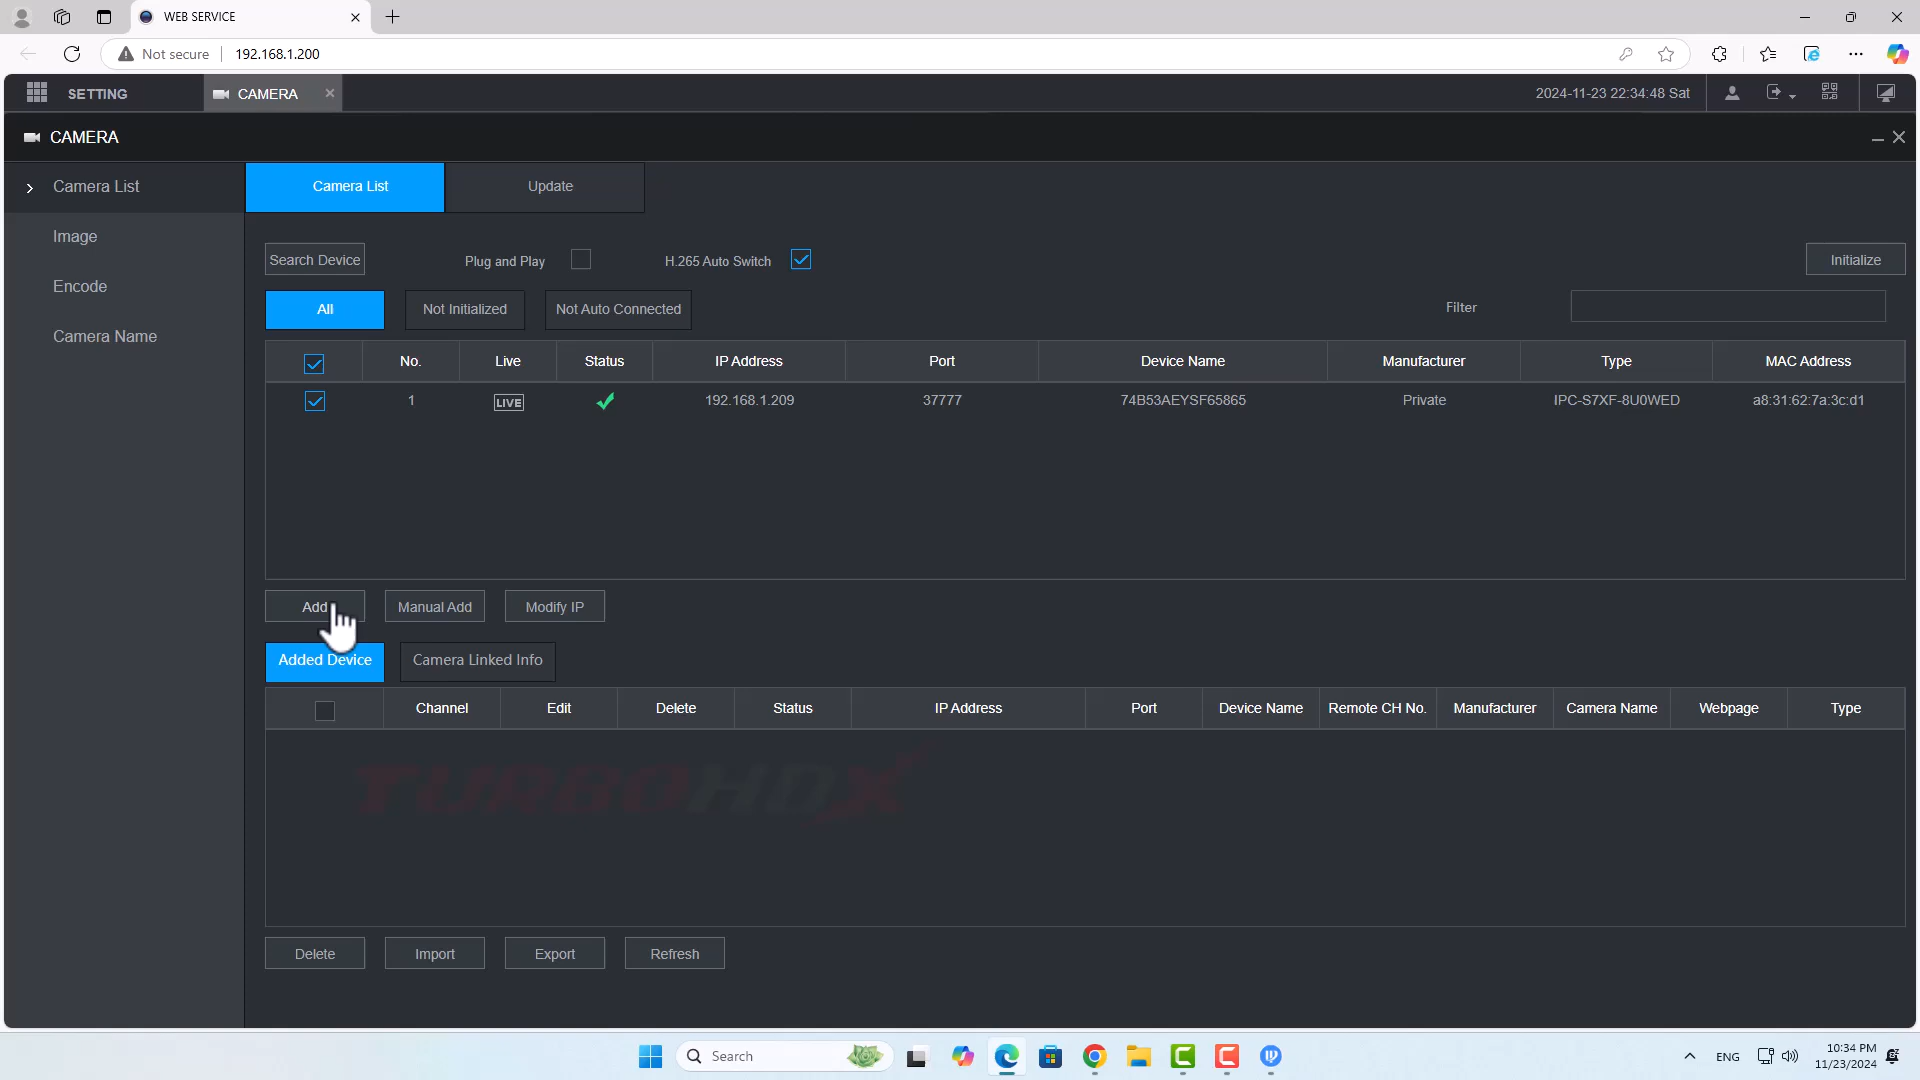 WEB SERVICE
Not secure 192.168.1.200
SETTING CAMERA 2024-11-23 22:34:48 Sat
CAMERA
Camera List
Image
Encode
Camera Name
Camera List Update
Search Device Plug and Play H.265 Auto Switch Initialize
All Not Initialized Not Auto Connected Filter
No. Live Status IP Address Port Device Name Manufacturer Type MAC Address
1 LIVE 192.168.1.209 37777 74B53AEYSF65865 Private IPC-S7XF-8U0WED a8:31:62:7a:3c:d1
Add Manual Add Modify IP
Added Device Camera Linked Info
Channel Edit Delete Status IP Address Port Device Name Remote CH No. Manufacturer Camera Name Webpage Type
TURBOHDX
Delete Import Export Refresh
Search ENG 10:34 PM
11/23/2024